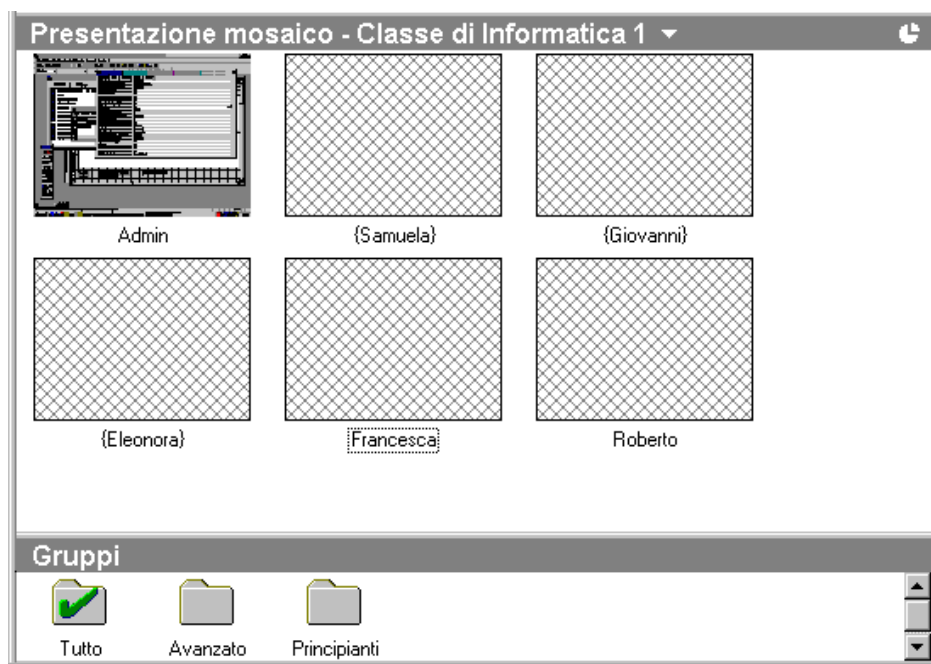 Presentazione mosaico - Classe di Informatica 1
Admin
{Samuela}
{Giovanni}
{Eleonora}
Francesca
Roberto
Gruppi
Tutto
Avanzato
Principianti